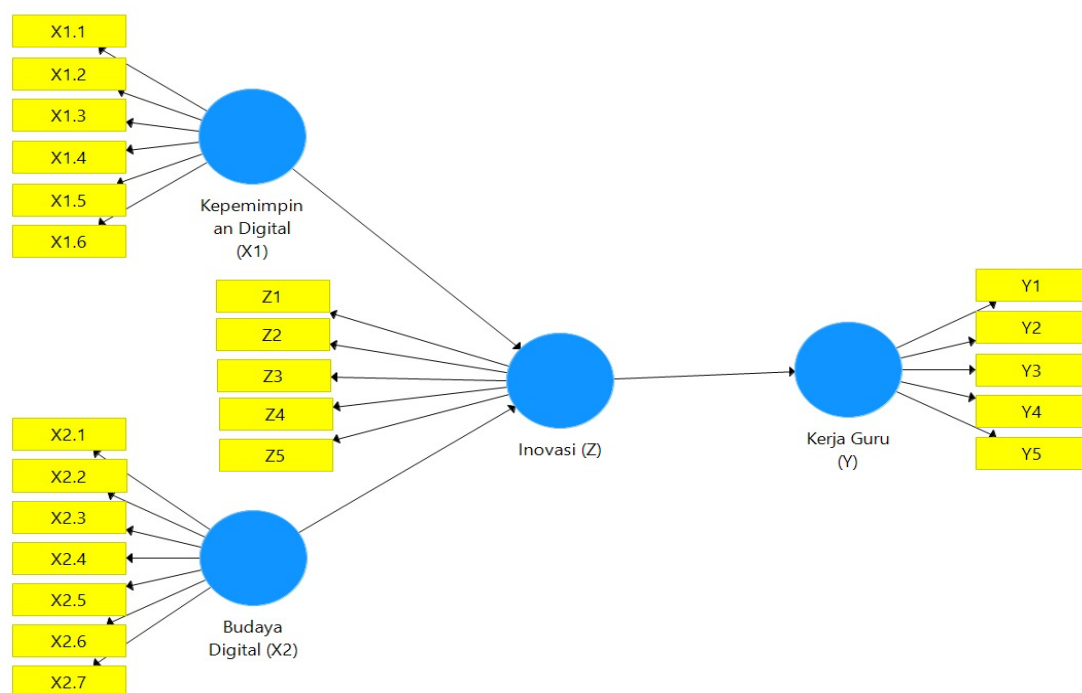 X1.1
X1.2
X1.3
X1.4
X1.5
X1.6
Kepemimpin
an Digital
(X1)
Z1
Z2
Z3
Z4
Z5
Inovasi (Z)
Y1
Y2
Y3
Y4
Y5
Kerja Guru
(Y)
X2.1
X2.2
X2.3
X2.4
X2.5
X2.6
X2.7
Budaya
Digital (X2)